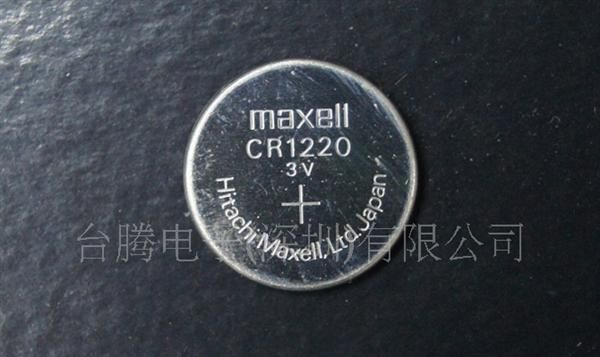 maxell
CR1220
3V
+
Hitachi Maxell, Ltd. Japan
台腾电子(深圳)有限公司